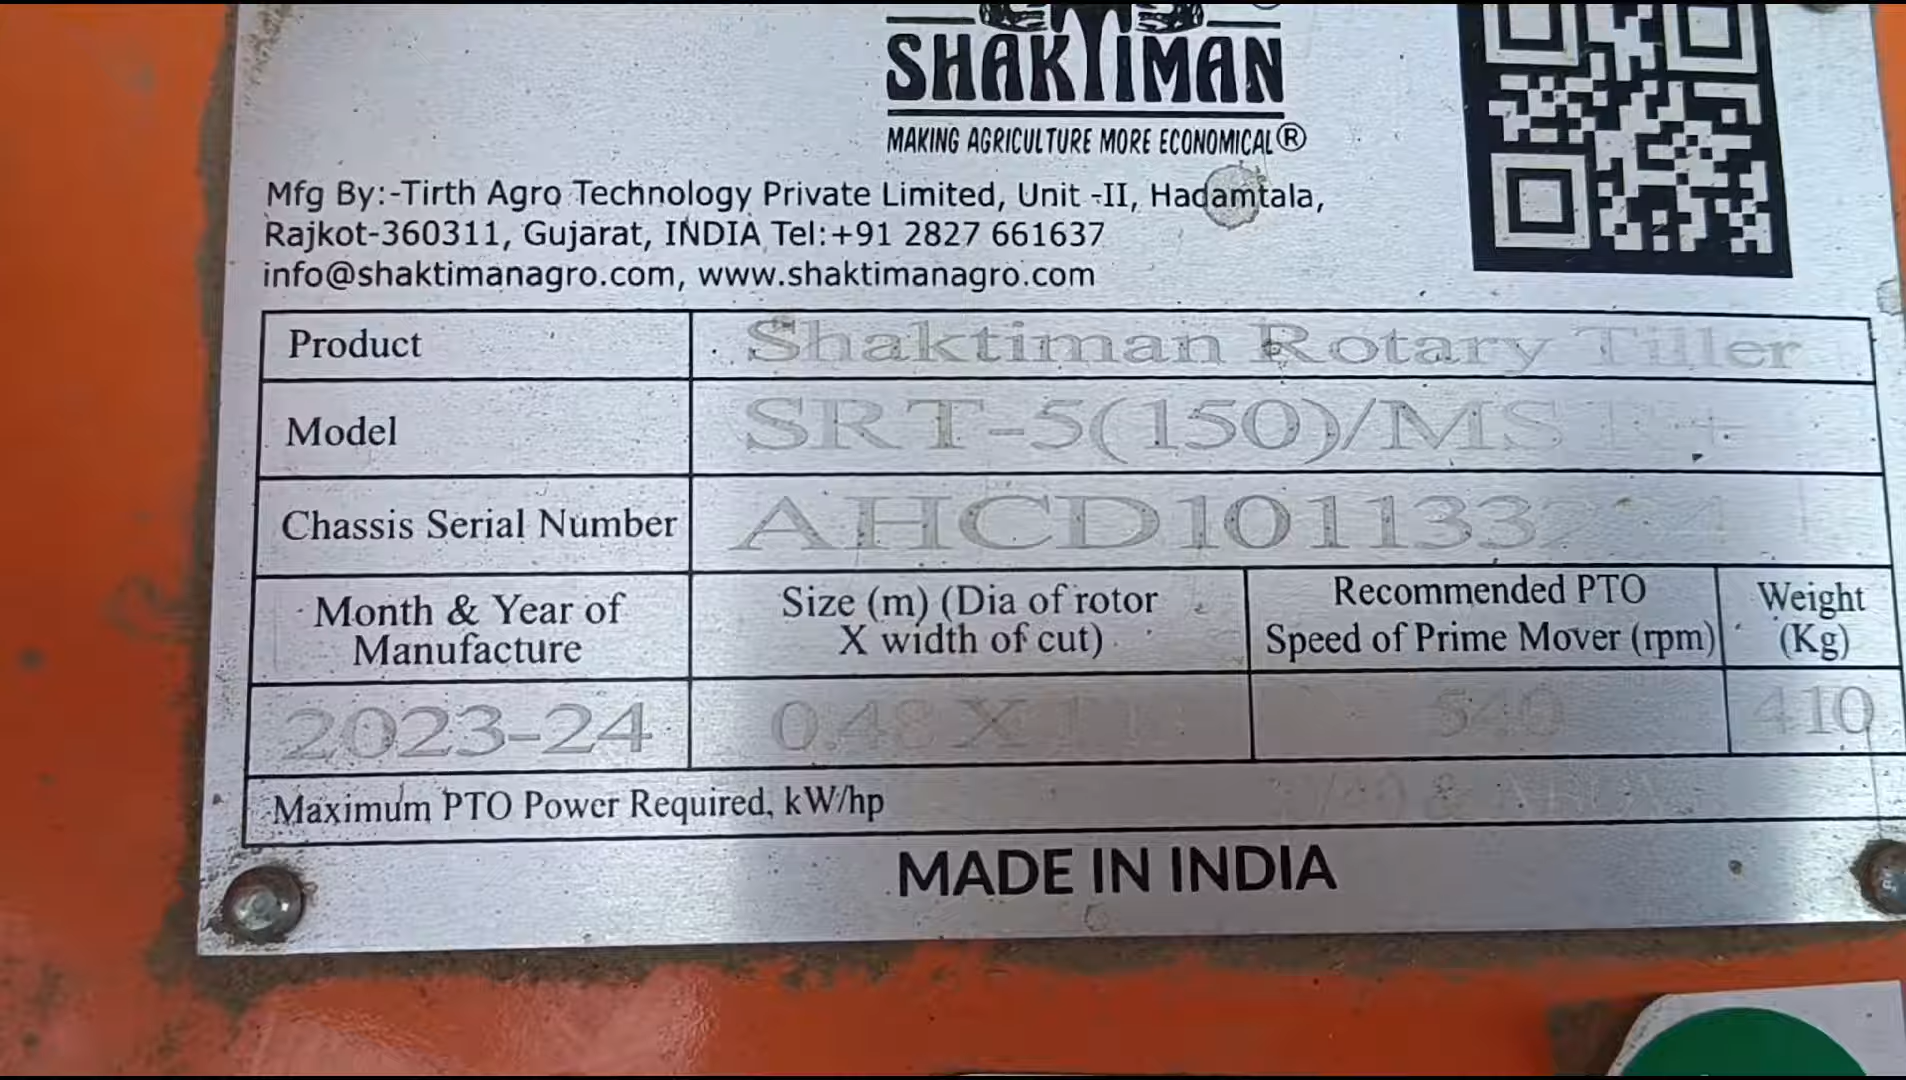 SHAKTIMAN
MAKING AGRICULTURE MORE ECONOMICAL®
Mfg By:-Tirth Agro Technology Private Limited, Unit -II, Hadamtala,
Rajkot-360311, Gujarat, INDIA Tel:+91 2827 661637
info@shaktimanagro.com, www.shaktimanagro.com
Product Shaktiman Rotary Tiller
Model SRT-5(150)/MS
Chassis Serial Number
Month & Year of Manufacture
Size (m) (Dia of rotor X width of cut)
Recommended PTO Speed of Prime Mover (rpm)
Weight (Kg)
2023-24 0.48 X 540 410
Maximum PTO Power Required, kW/hp
MADE IN INDIA